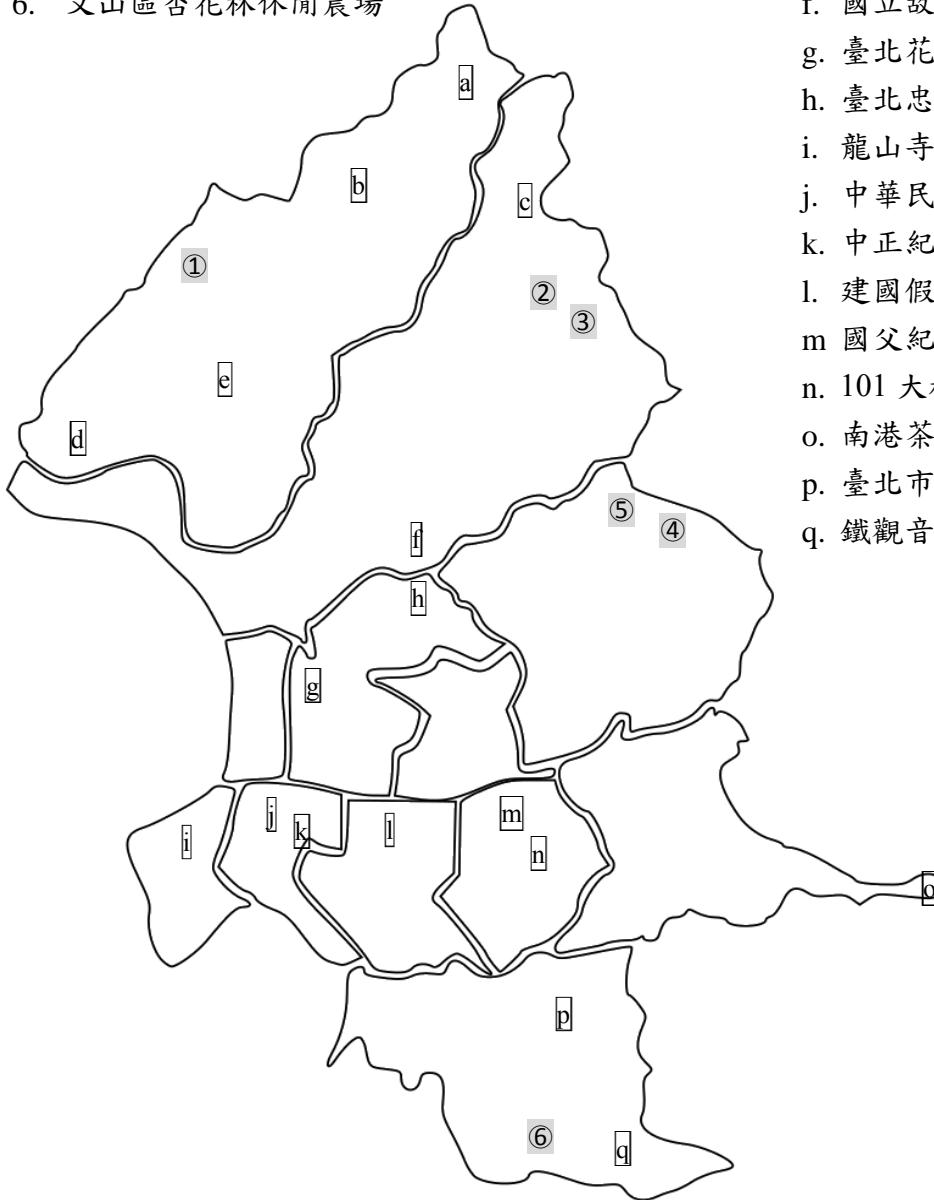 6. 文山區杏花林休閒農場
f. 國立故
g. 臺北花
h. 臺北忠
i. 龍山寺
j. 中華民
k. 中正紀
l. 建國假
m 國父紀
n. 101 大
o. 南港茶
p. 臺北市
q. 鐵觀音
a
b
c
①
②
③
e
d
⑤
④
f
h
g
m
j
k
l
i
n
o
p
⑥
q